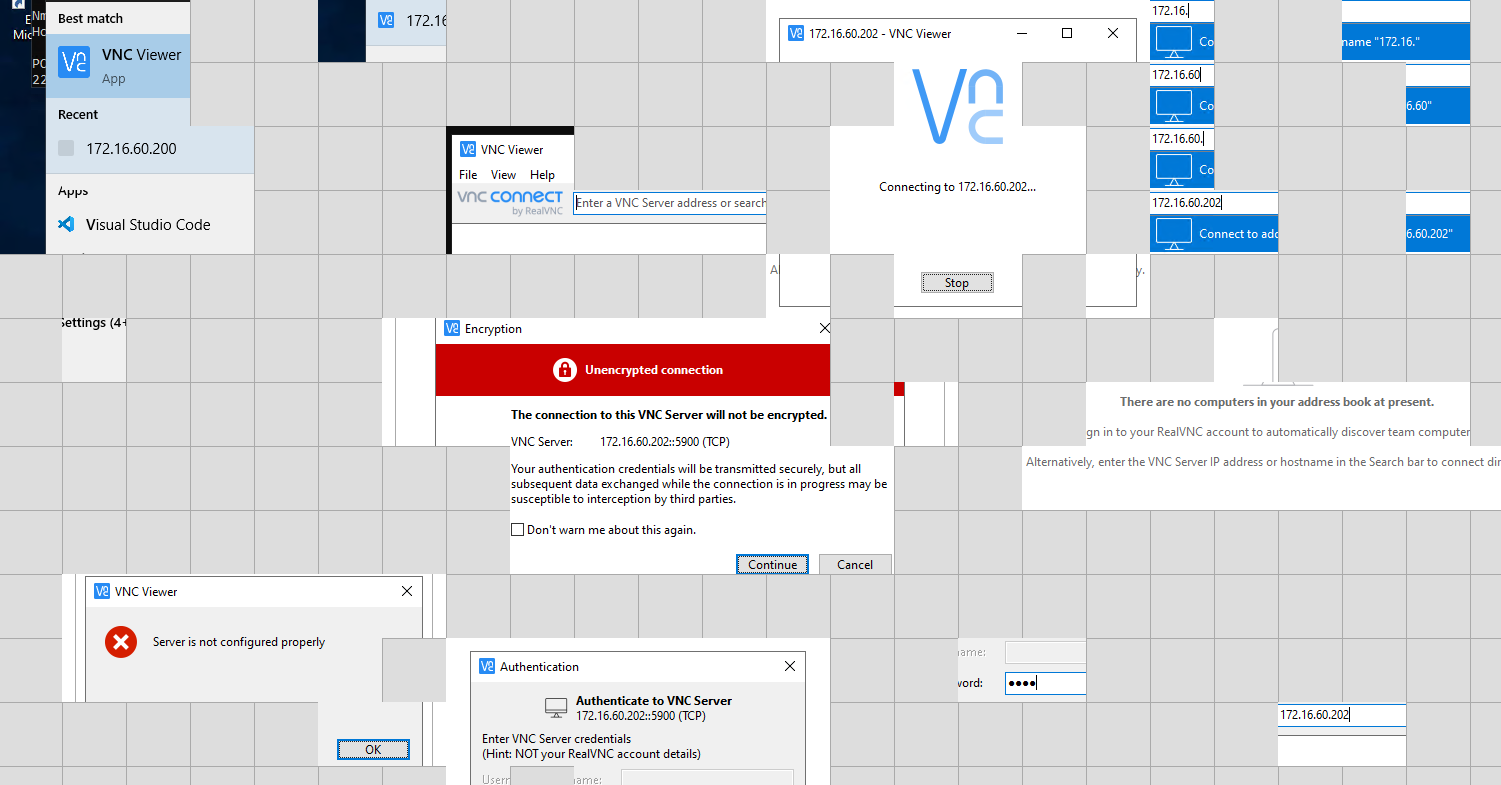 Best match
VNC Viewer
App
Recent
172.16.60.200
Apps
Visual Studio Code
Settings (4+
172.16
VNC Viewer
File View Help
vnc connect
by RealVNC
Enter a VNC Server address or search
172.16.60.202 - VNC Viewer
Connecting to 172.16.60.202...
Stop
172.16.
Co
name "172.16."
172.16.60
Co
6.60"
172.16.60.
Co
172.16.60.202
Connect to add
6.60.202"
Encryption
Unencrypted connection
The connection to this VNC Server will not be encrypted.
VNC Server: 172.16.60.202::5900 (TCP)
Your authentication credentials will be transmitted securely, but all
subsequent data exchanged while the connection is in progress may be
susceptible to interception by third parties.
Don't warn me about this again.
Continue Cancel
There are no computers in your address book at present.
gn in to your RealVNC account to automatically discover team computer
Alternatively, enter the VNC Server IP address or hostname in the Search bar to connect dir
VNC Viewer
Server is not configured properly
OK
Authentication
Authenticate to VNC Server
172.16.60.202::5900 (TCP)
Enter VNC Server credentials
(Hint: NOT your RealVNC account details)
Usern
ame:
name:
word:
172.16.60.202